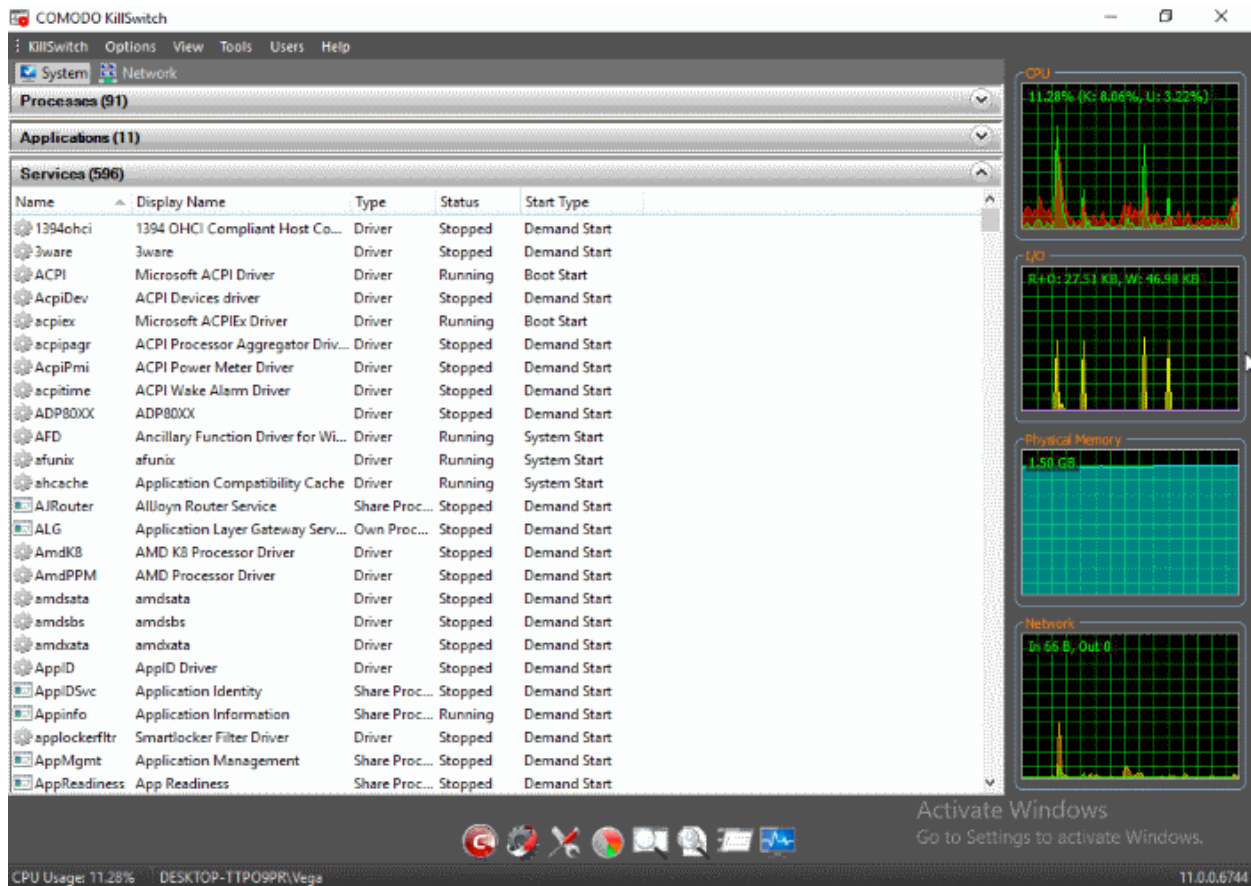 COMODO KillSwitch
KillSwitch Options View Tools Users Help
System Network
Processes (91)
Applications (11)
Services (596)
Name Display Name Type Status Start Type
1394ohci 1394 OHCI Compliant Host Co... Driver Stopped Demand Start
3ware 3ware Driver Stopped Demand Start
ACPI Microsoft ACPI Driver Driver Running Boot Start
AcpiDev ACPI Devices driver Driver Stopped Demand Start
acpiex Microsoft ACPIEx Driver Driver Running Boot Start
acpipagr ACPI Processor Aggregator Driv... Driver Stopped Demand Start
AcpiPmi ACPI Power Meter Driver Driver Stopped Demand Start
acpitime ACPI Wake Alarm Driver Driver Stopped Demand Start
ADP80XX ADP80XX Driver Stopped Demand Start
AFD Ancillary Function Driver for Wi... Driver Running System Start
afunix afunix Driver Running System Start
ahcache Application Compatibility Cache Driver Running System Start
AJRouter AllJoyn Router Service Share Proc... Stopped Demand Start
ALG Application Layer Gateway Serv... Own Proc... Stopped Demand Start
AmdK8 AMD K8 Processor Driver Driver Stopped Demand Start
AmdPPM AMD Processor Driver Driver Stopped Demand Start
amdsata amdsata Driver Stopped Demand Start
amdsbs amdsbs Driver Stopped Demand Start
amdxata amdxata Driver Stopped Demand Start
AppID AppID Driver Driver Stopped Demand Start
AppIDSvc Application Identity Share Proc... Stopped Demand Start
Appinfo Application Information Share Proc... Running Demand Start
applockerfltr Smartlocker Filter Driver Driver Stopped Demand Start
AppMgmt Application Management Share Proc... Stopped Demand Start
AppReadiness App Readiness Share Proc... Stopped Demand Start
CPU
11.28% (K: 8.06%, U: 3.22%)
I/O
R+O: 27.51 KB, W: 46.98 KB
Physical Memory
1.50 GB
Network
In 66 B, Out 0
Activate Windows
Go to Settings to activate Windows.
CPU Usage: 11.28% DESKTOP-TTPO9PR\Vega 11.0.0.6744